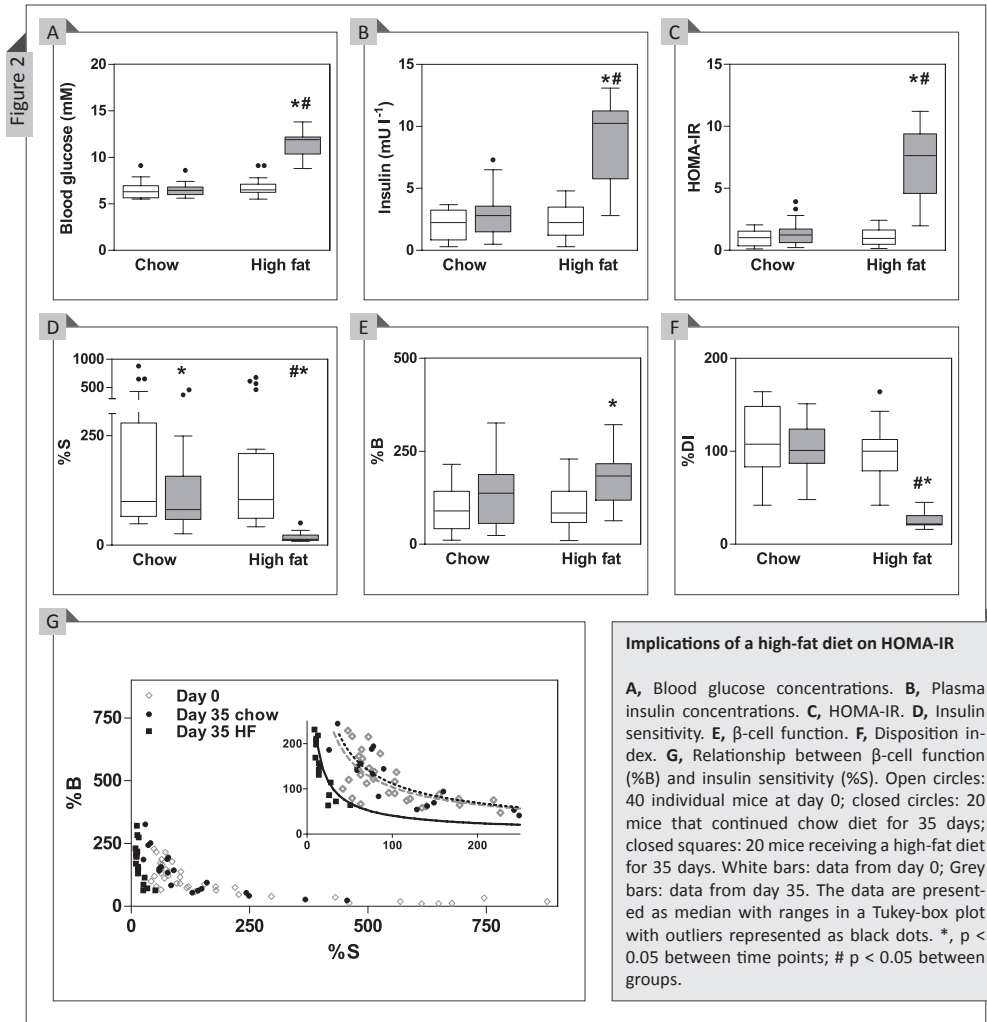 Figure 2
A
Blood glucose (mM)
20
15
10
5
0
*#
Chow
High fat
B
Insulin (mU l⁻¹)
15
10
5
0
*#
Chow
High fat
C
HOMA-IR
15
10
5
0
*#
Chow
High fat
D
%S
1000
500
250
0
*
#*
Chow
High fat
E
%B
500
250
0
*
Chow
High fat
F
%DI
200
100
0
#*
Chow
High fat
G
%B
750
500
250
0
Day 0
Day 35 chow
Day 35 HF
200
100
0
0
100
200
0
250
500
750
%S
Implications of a high-fat diet on HOMA-IR
A, Blood glucose concentrations. B, Plasma
insulin concentrations. C, HOMA-IR. D, Insulin
sensitivity. E, β-cell function. F, Disposition in-
dex. G, Relationship between β-cell function
(%B) and insulin sensitivity (%S). Open circles:
40 individual mice at day 0; closed circles: 20
mice that continued chow diet for 35 days;
closed squares: 20 mice receiving a high-fat diet
for 35 days. White bars: data from day 0; Grey
bars: data from day 35. The data are present-
ed as median with ranges in a Tukey-box plot
with outliers represented as black dots. *, p <
0.05 between time points; # p < 0.05 between
groups.